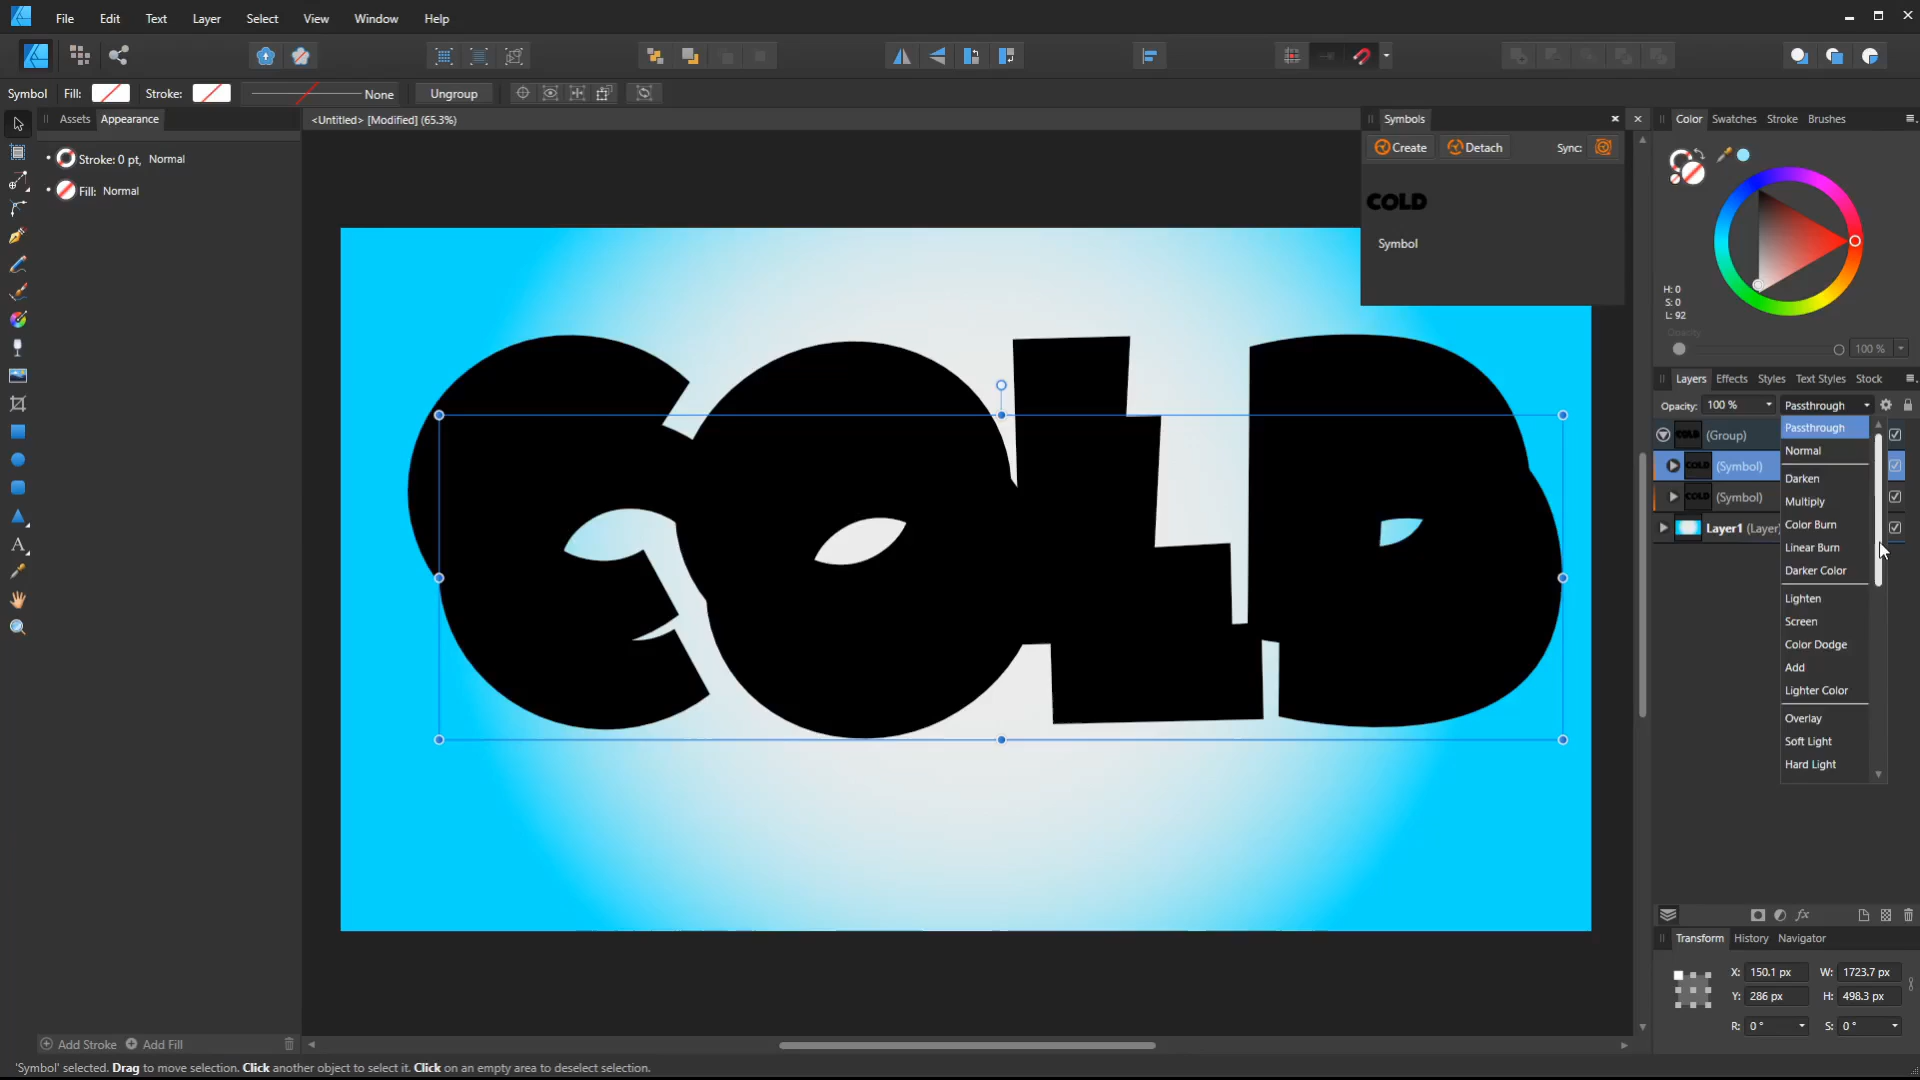 File Edit Text Layer Select View Window Help
Symbol Fill: Stroke: None Ungroup
Assets Appearance
Stroke: 0 pt, Normal
Fill: Normal
<Untitled> [Modified] (65.3%)
Symbols
Create Detach Sync:
COLD
Symbol
COLD
COLD
Color Swatches Stroke Brushes
H: 0
S: 0
L: 92
Opacity
100 %
Layers Effects Styles Text Styles Stock
Opacity: 100 % Passthrough
COLD (Group)
COLD (Symbol)
COLD (Symbol)
Layer1 (Layer)
Passthrough
Normal
Darken
Multiply
Color Burn
Linear Burn
Darker Color
Lighten
Screen
Color Dodge
Add
Lighter Color
Overlay
Soft Light
Hard Light
fx
Transform History Navigator
X: 150.1 px W: 1723.7 px
Y: 286 px H: 498.3 px
R: 0 ° S: 0 °
Add Stroke Add Fill
'Symbol' selected. Drag to move selection. Click another object to select it. Click on an empty area to deselect selection.